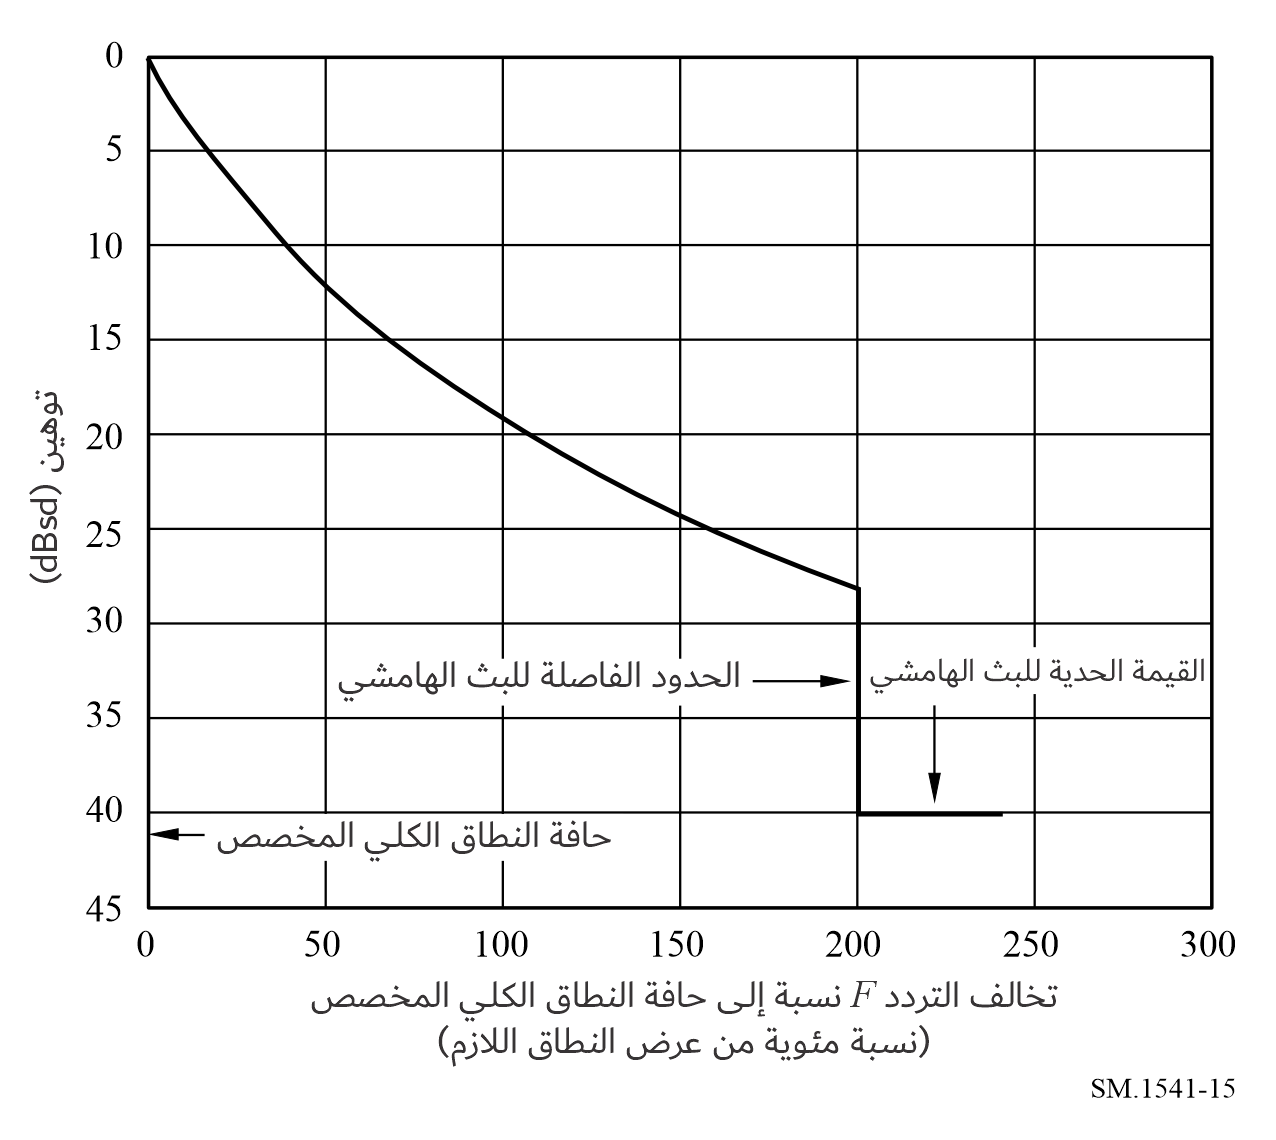 0
5
10
15
20
25
30
35
40
45
توهين (dBsd)
الحدود الفاصلة للبث الهامشي
القيمة الحدية للبث الهامشي
حافة النطاق الكلي المخصص
0 50 100 150 200 250 300
تخالف التردد F نسبة إلى حافة النطاق الكلي المخصص
(نسبة مئوية من عرض النطاق اللازم)
SM.1541-15